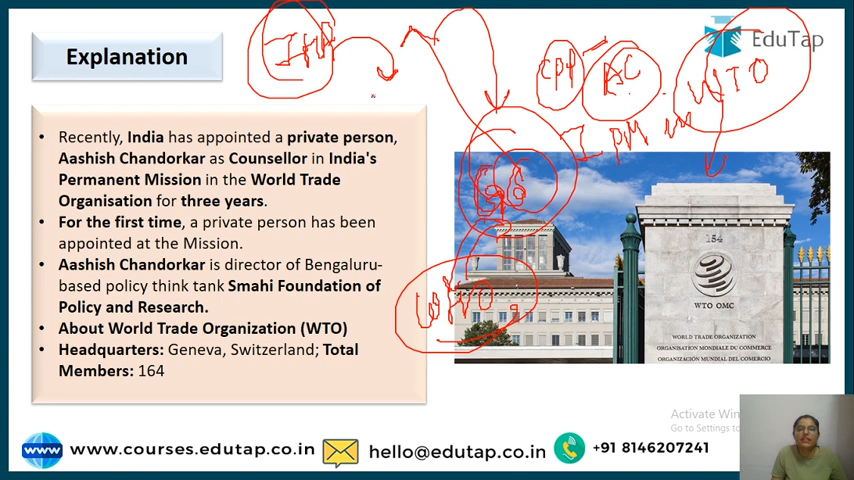 Explanation
EduTap
WTO
• Recently, India has appointed a private person,
Aashish Chandorkar as Counsellor in India's
Permanent Mission in the World Trade
Organisation for three years.
• For the first time, a private person has been
appointed at the Mission.
• Aashish Chandorkar is director of Bengaluru-
based policy think tank Smahi Foundation of
Policy and Research.
• About World Trade Organization (WTO)
• Headquarters: Geneva, Switzerland; Total
Members: 164
154
WTO OMC
WORLD TRADE ORGANIZATION
ORGANISATION MONDIALE DU COMMERCE
ORGANIZACIÓN MUNDIAL DEL COMERCIO
Activate
Go to Settings to
www
www.courses.edutap.co.in
hello@edutap.co.in
+91 8146207241